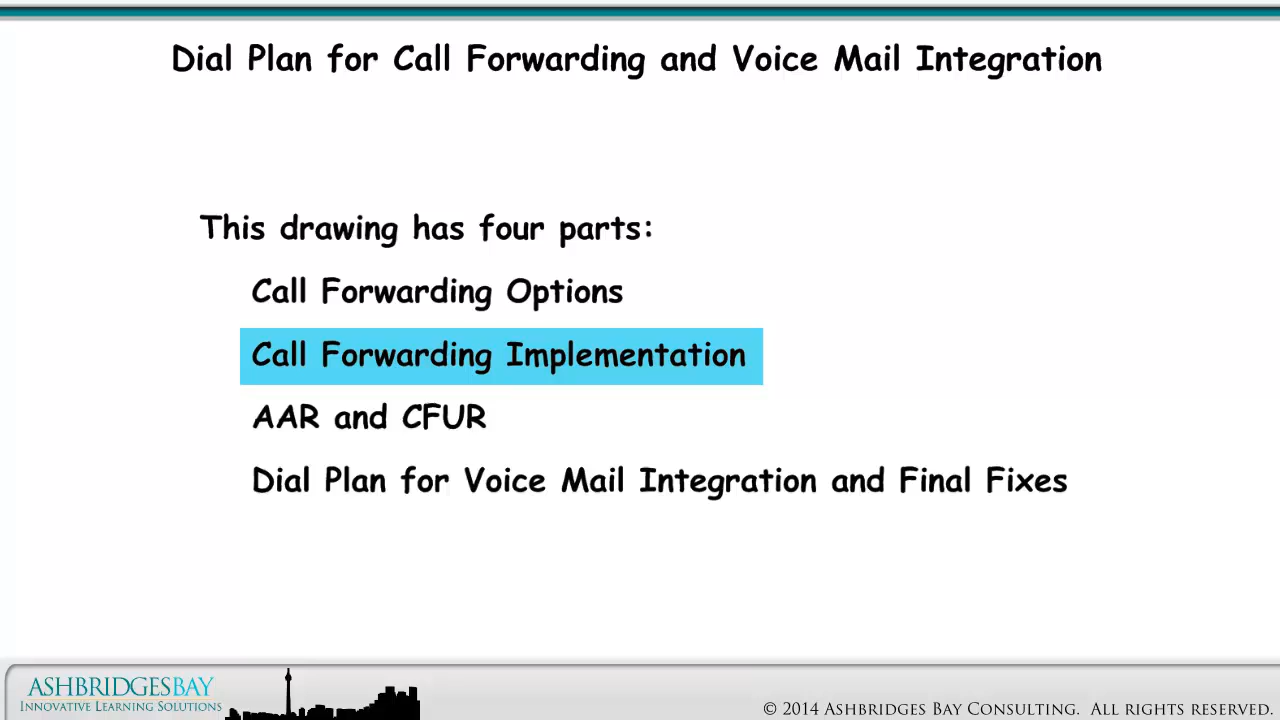 Dial Plan for Call Forwarding and Voice Mail Integration
This drawing has four parts:
Call Forwarding Options
Call Forwarding Implementation
AAR and CFUR
Dial Plan for Voice Mail Integration and Final Fixes
ASHBRIDGESBAY
INNOVATIVE LEARNING SOLUTIONS
© 2014 ASHBRIDGES BAY CONSULTING. ALL RIGHTS RESERVED.